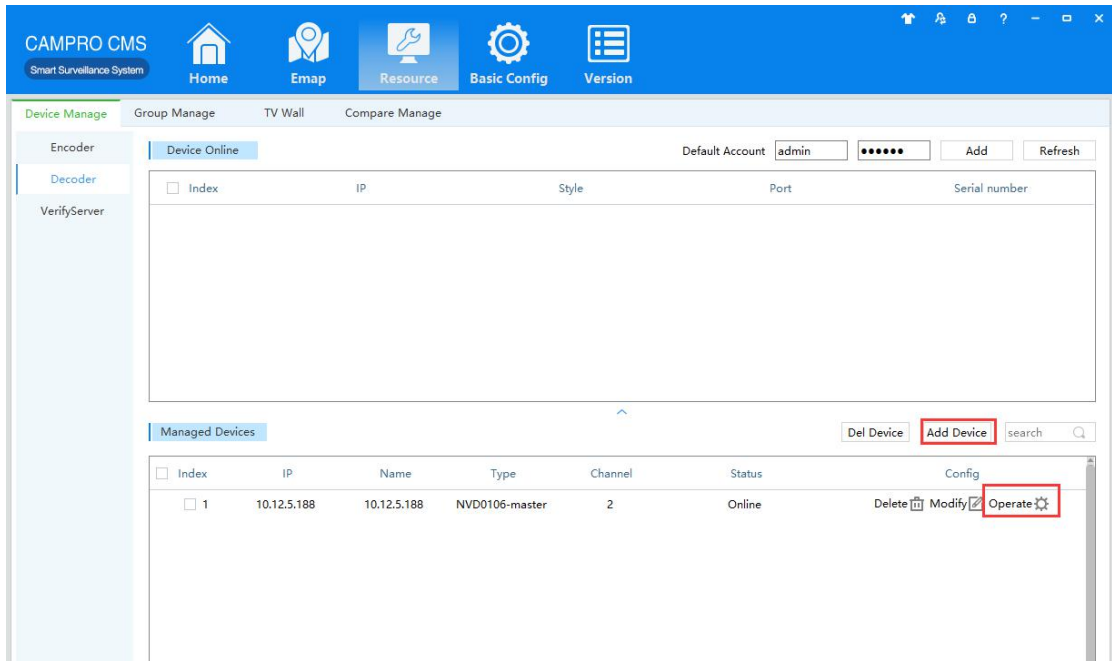 CAMPRO CMS
Smart Surveillance System
Home
Emap
Resource
Basic Config
Version
?
Device Manage
Group Manage
TV Wall
Compare Manage
Encoder
Decoder
VerifyServer
Device Online
Default Account admin •••••• Add Refresh
Index IP Style Port Serial number
Managed Devices
Del Device Add Device search
Index IP Name Type Channel Status Config
1 10.12.5.188 10.12.5.188 NVD0106-master 2 Online Delete Modify Operate